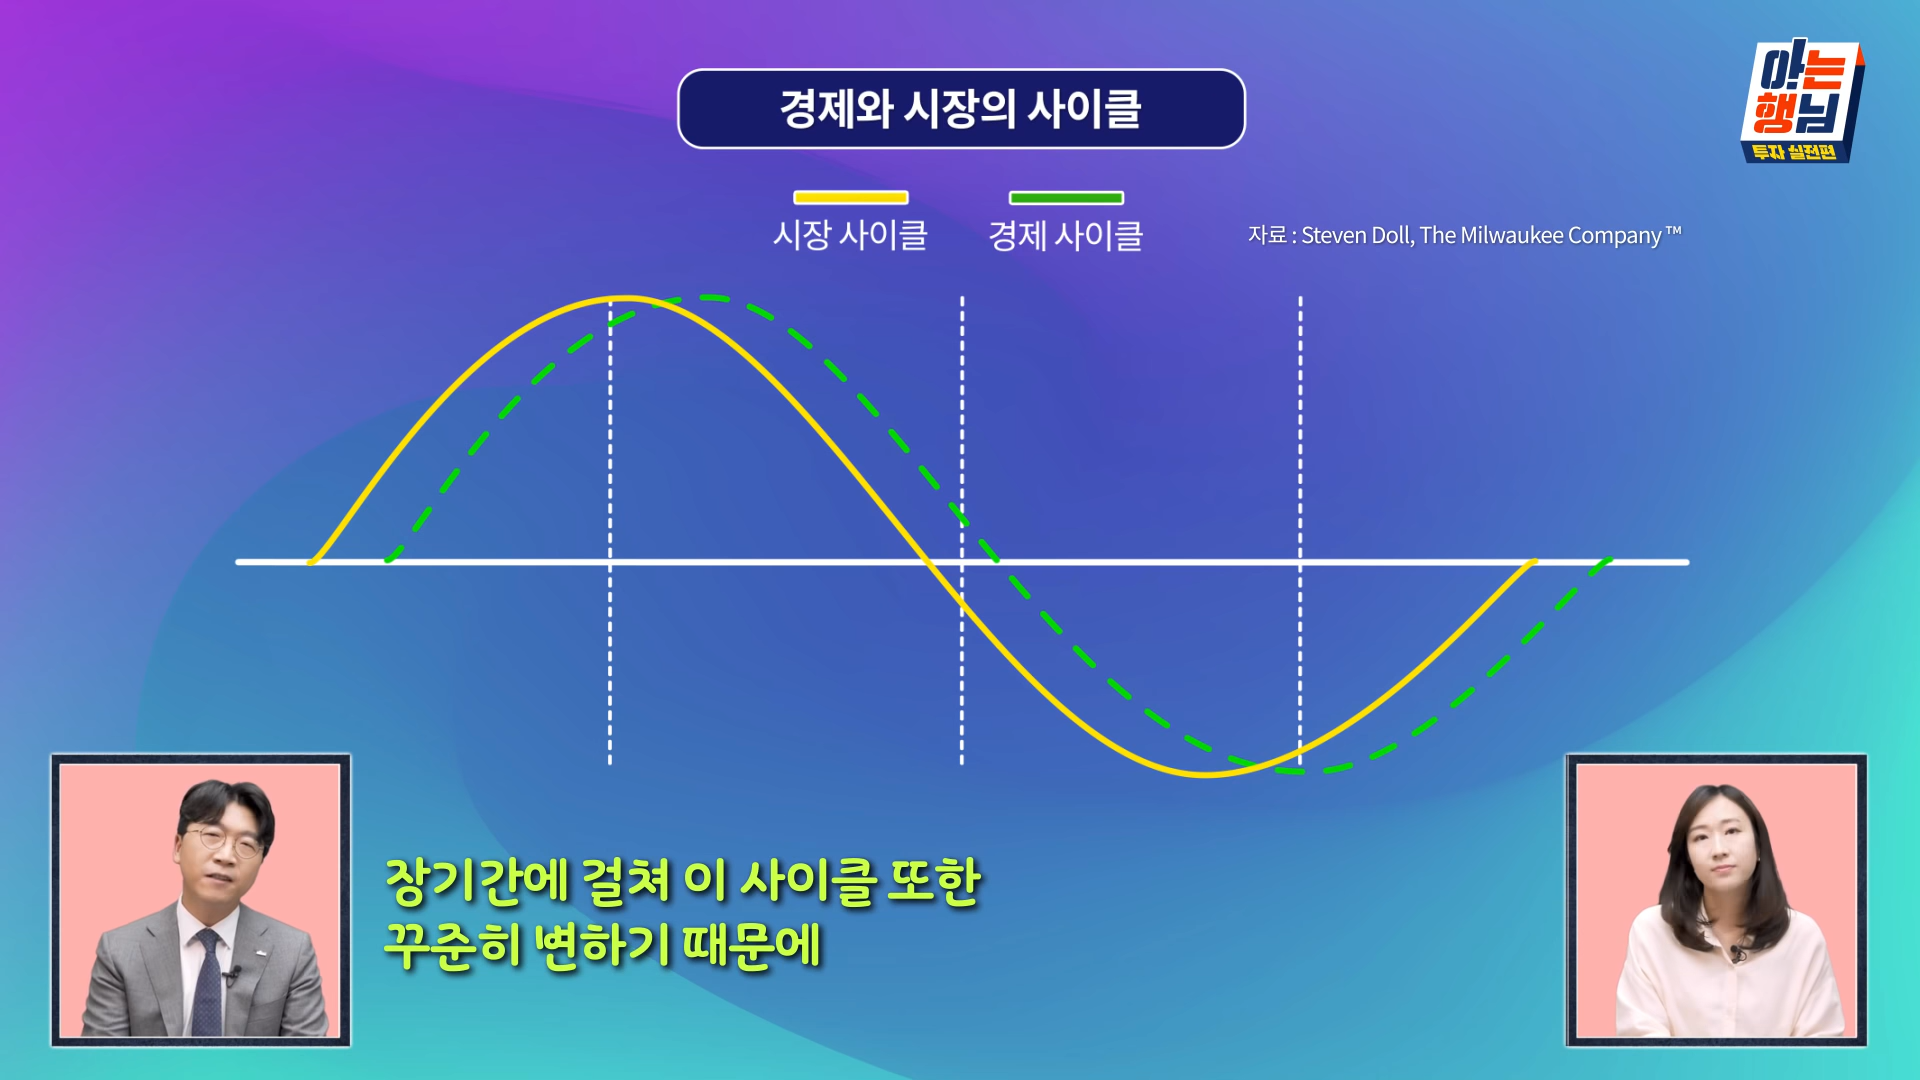 경제와 시장의 사이클
아는
행님
투자 실전편
시장 사이클
경제 사이클
자료 : Steven Doll, The Milwaukee Company ™
장기간에 걸쳐 이 사이클 또한
꾸준히 변하기 때문에